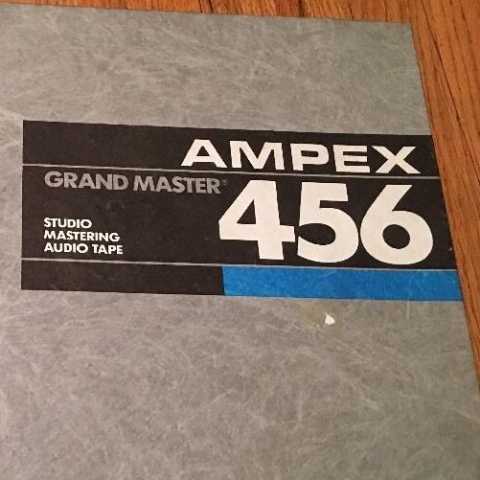 AMPEX
GRAND MASTER®
456
STUDIO
MASTERING
AUDIO TAPE